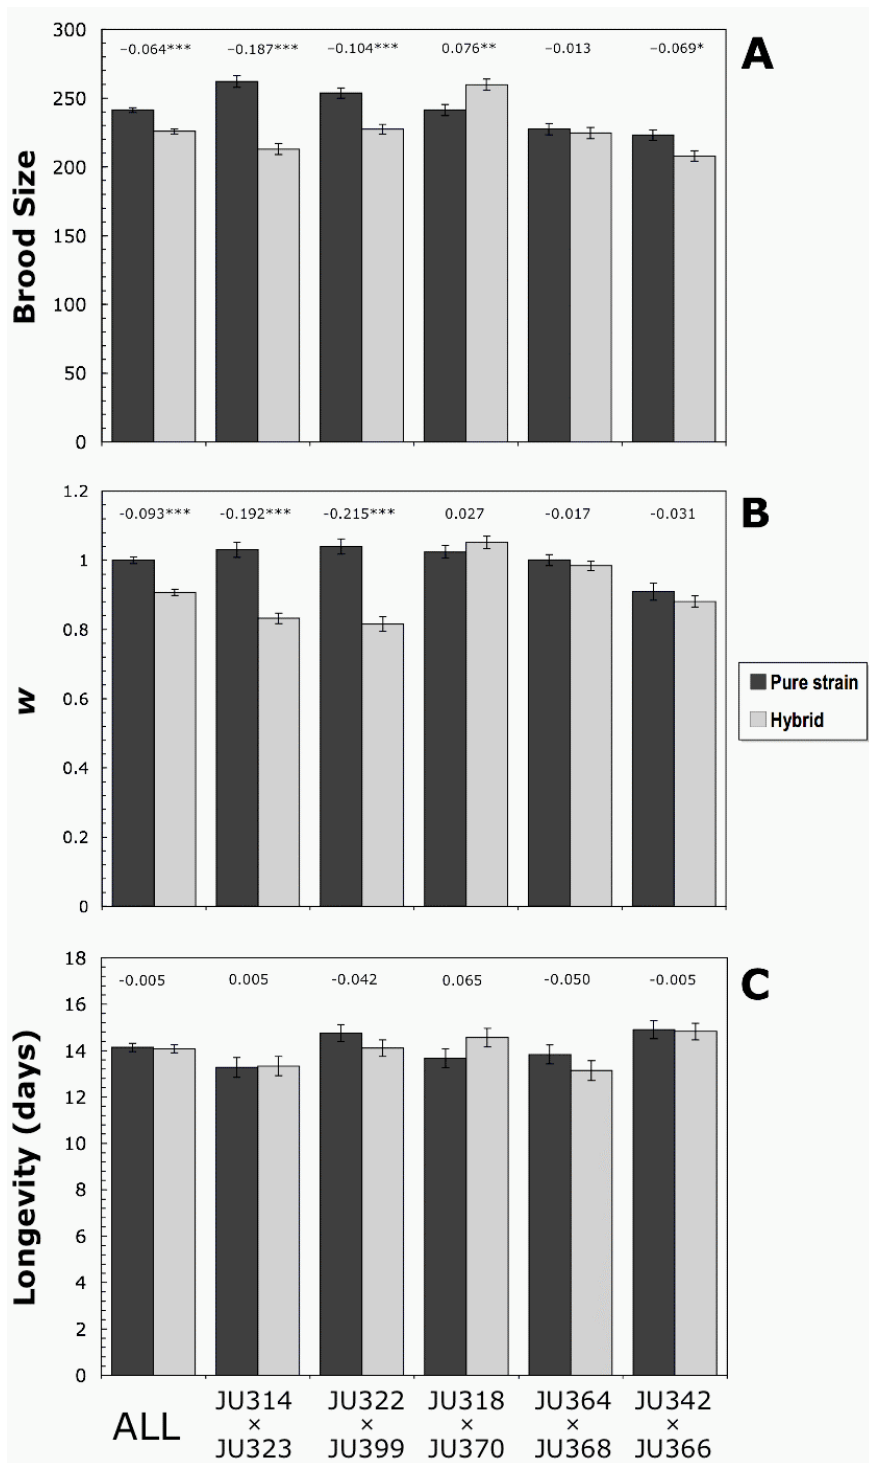 A
−0.064*** −0.187*** −0.104*** 0.076** −0.013 −0.069*
300
250
200
150
100
50
0
Brood Size
B
-0.093*** -0.192*** -0.215*** 0.027 -0.017 -0.031
1.2
1
0.8
0.6
0.4
0.2
0
w
Pure strain
Hybrid
C
-0.005 0.005 -0.042 0.065 -0.050 -0.005
18
16
14
12
10
8
6
4
2
0
Longevity (days)
ALL
JU314
×
JU323
JU322
×
JU399
JU318
×
JU370
JU364
×
JU368
JU342
×
JU366